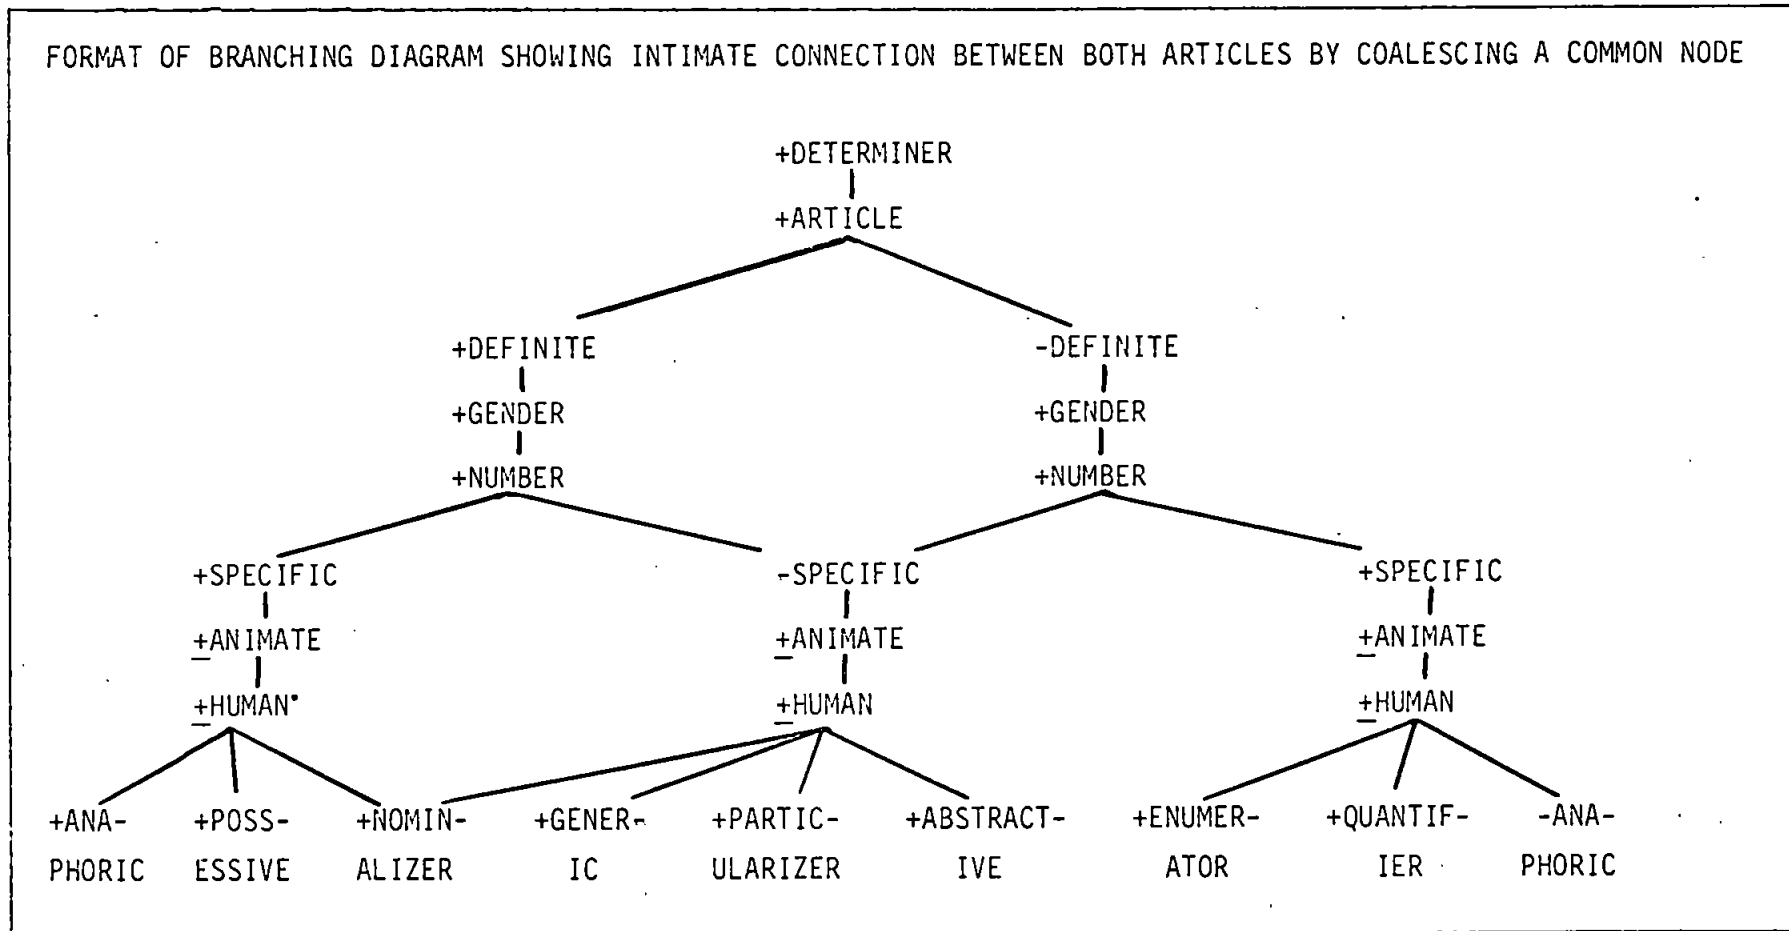 FORMAT OF BRANCHING DIAGRAM SHOWING INTIMATE CONNECTION BETWEEN BOTH ARTICLES BY COALESCING A COMMON NODE
+DETERMINER
+ARTICLE
+DEFINITE -DEFINITE
+GENDER +GENDER
+NUMBER +NUMBER
+SPECIFIC -SPECIFIC +SPECIFIC
±ANIMATE ±ANIMATE ±ANIMATE
±HUMAN ±HUMAN ±HUMAN
+ANA- +POSS- +NOMIN- +GENER- +PARTIC- +ABSTRACT- +ENUMER- +QUANTIF- -ANA-
PHORIC ESSIVE ALIZER IC ULARIZER IVE ATOR IER PHORIC